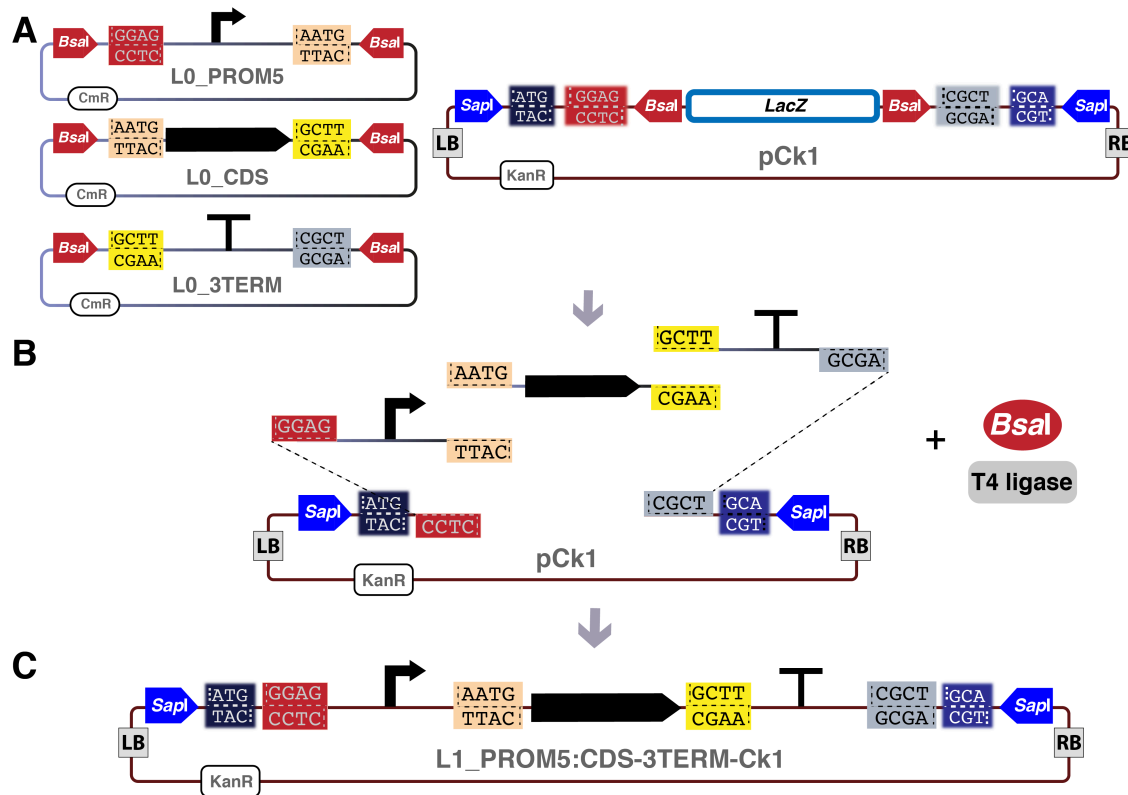 A
BsaI GGAG AATG BsaI
CCTC TTAC
L0_PROM5
CmR
BsaI AATG GCTT BsaI
TTAC CGAA
L0_CDS
CmR
BsaI GCTT CGCT BsaI
CGAA GCGA
L0_3TERM
CmR
SapI ATG GGAG BsaI LacZ BsaI CGCT GCA SapI
TAC CCTC GCGA CGT
LB RB
pCk1
KanR
B
GCTT
GCGA
AATG
CGAA
GGAG
TTAC
+
BsaI
T4 ligase
SapI ATG CGCT GCA SapI
TAC CCTC CGT
LB RB
pCk1
KanR
C
SapI ATG GGAG AATG GCTT CGCT GCA SapI
TAC CCTC TTAC CGAA GCGA CGT
LB RB
L1_PROM5:CDS-3TERM-Ck1
KanR